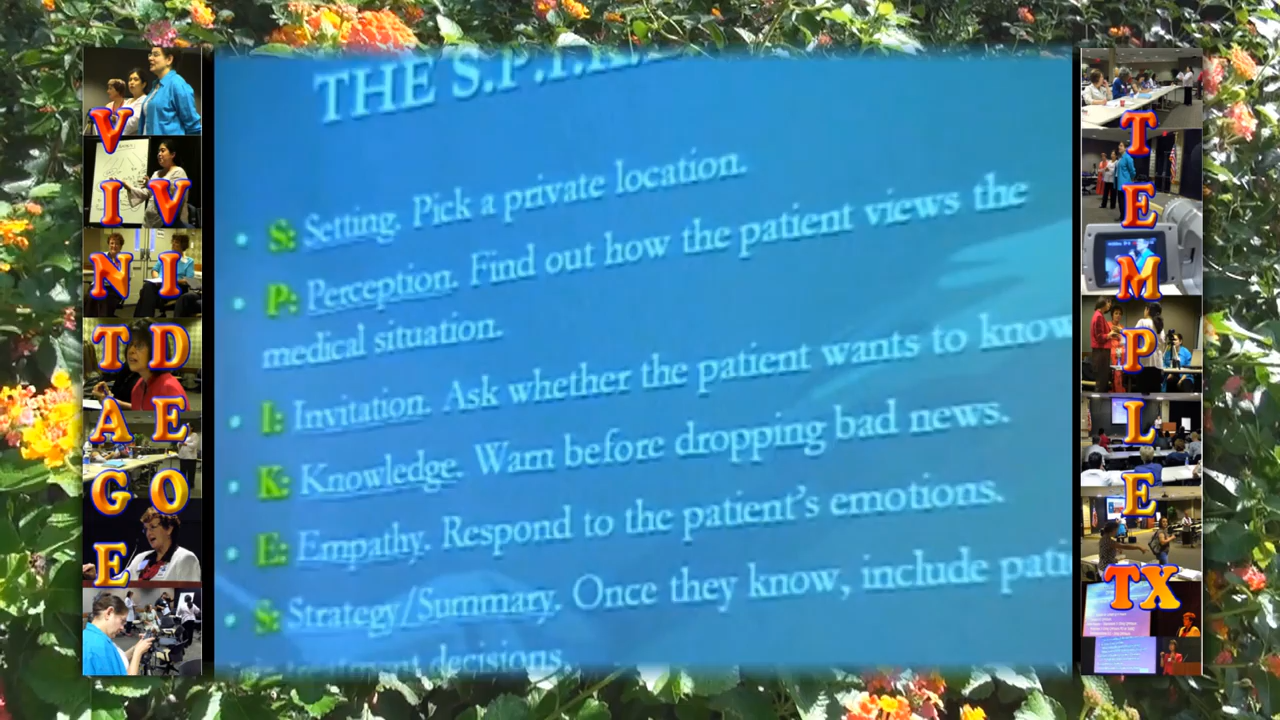 THE S.P.I.K.E
• S: Setting. Pick a private location.
• P: Perception. Find out how the patient views the
medical situation.
• I: Invitation. Ask whether the patient wants to know
• K: Knowledge. Warn before dropping bad news.
• E: Empathy. Respond to the patient's emotions.
• S: Strategy/Summary. Once they know, include pati
decisions.
VINTAGE
VIDEO
TEMPLE
TX